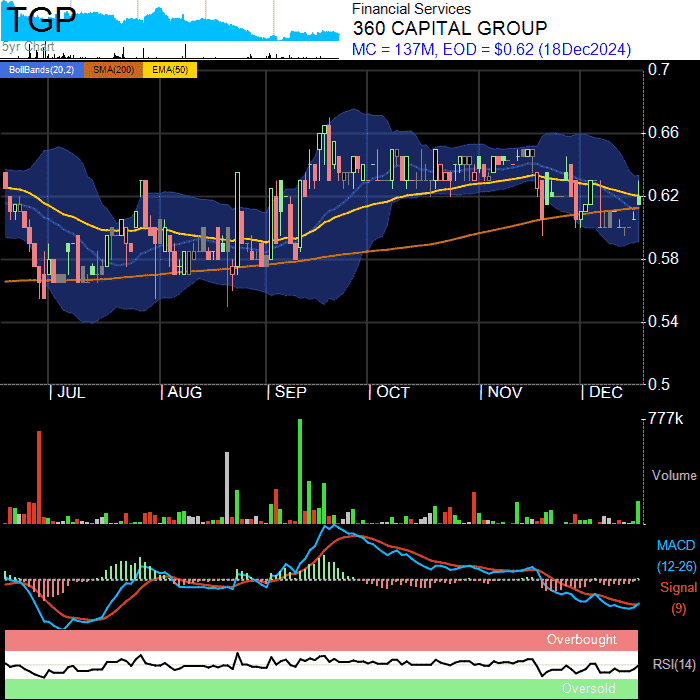 TGP
5yr Chart
Financial Services
360 CAPITAL GROUP
MC = 137M, EOD = $0.62 (18Dec2024)
BollBands(20,2) SMA(200) EMA(50)
0.7
0.66
0.62
0.58
0.54
0.5
JUL AUG SEP OCT NOV DEC
777k
Volume
MACD
(12-26)
Signal
(9)
Overbought
RSI(14)
Oversold